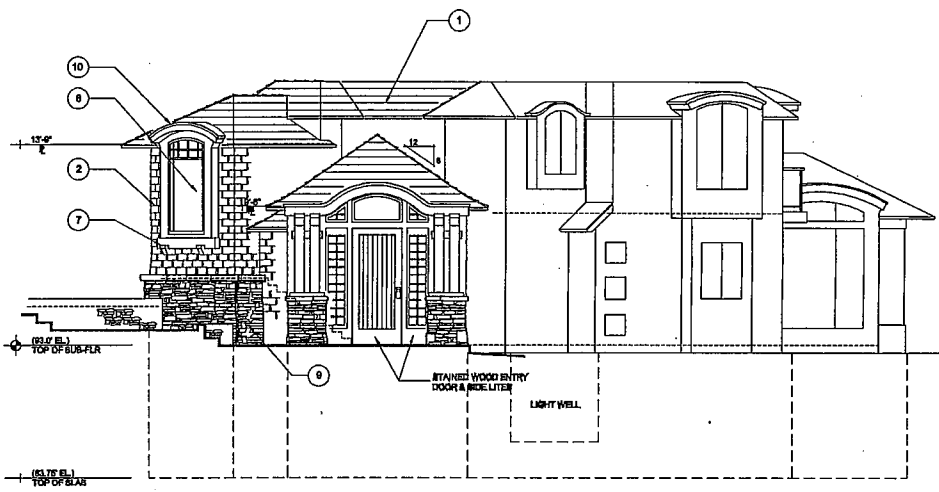 1
10
8
13'-9"
12
6
2
7
(93.0' EL.)
TOP OF SUB-FLR
9
STAINED WOOD ENTRY
DOOR & SIDE LITES
LIGHT WELL
(83.75' EL.)
TOP OF SLAB